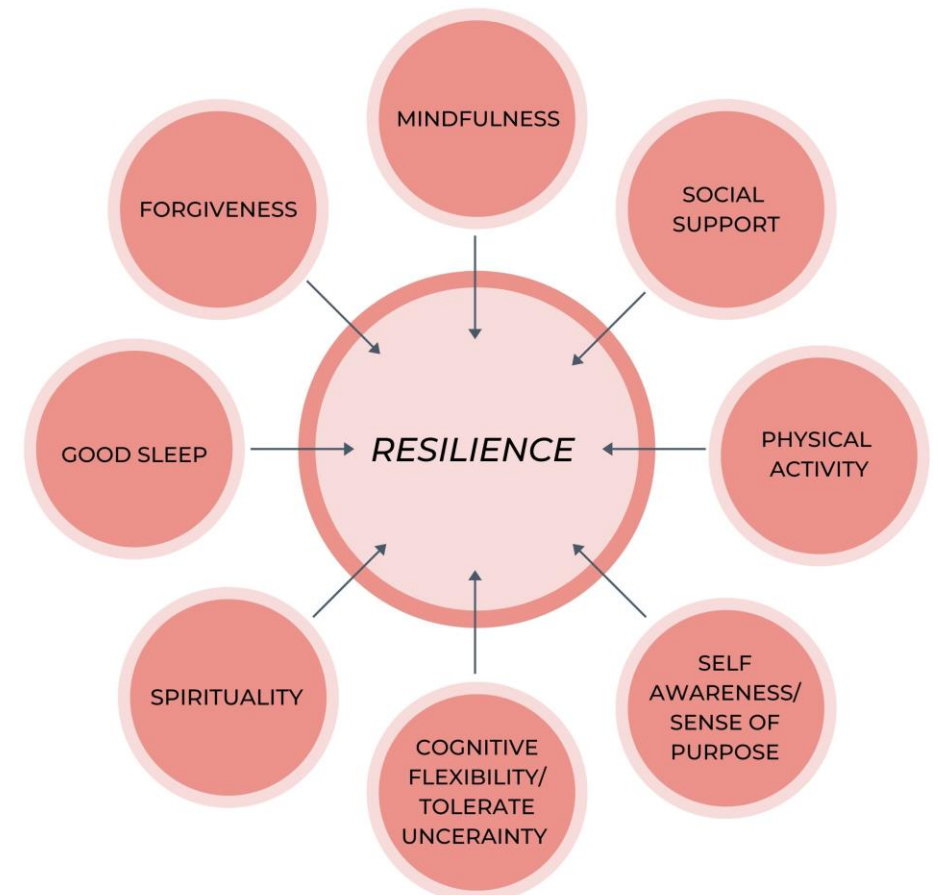 MINDFULNESS
SOCIAL
SUPPORT
PHYSICAL
ACTIVITY
SELF
AWARENESS/
SENSE OF
PURPOSE
COGNITIVE
FLEXIBILITY/
TOLERATE
UNCERAINTY
SPIRITUALITY
GOOD SLEEP
FORGIVENESS
RESILIENCE